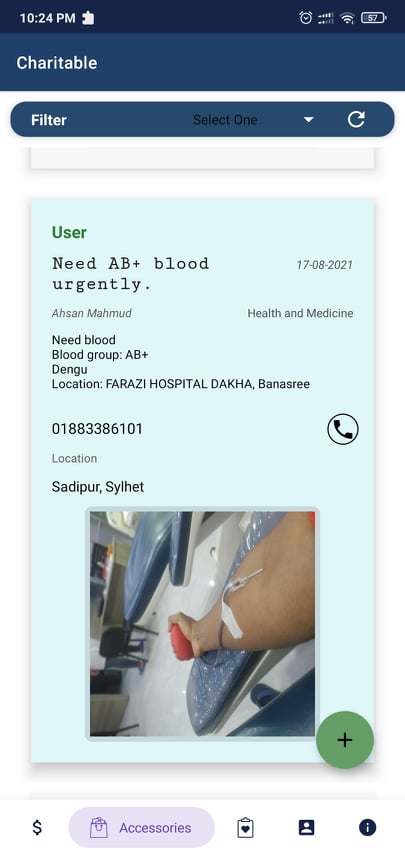 10:24 PM
57
Charitable
Filter
Select One
User
Need AB+ blood
urgently.
17-08-2021
Ahsan Mahmud
Health and Medicine
Need blood
Blood group: AB+
Dengu
Location: FARAZI HOSPITAL DAKHA, Banasree
01883386101
Location
Sadipur, Sylhet
+
$
Accessories